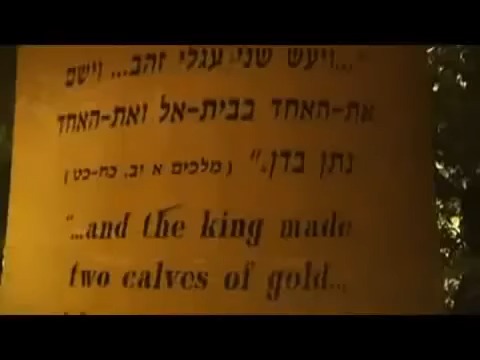 "...ויעש שני עגלי זהב... וישם
את-האחד בבית-אל ואת-האחד
נתן בדן." (מלכים א יב, כח-כט)
"...and the king made
two calves of gold...